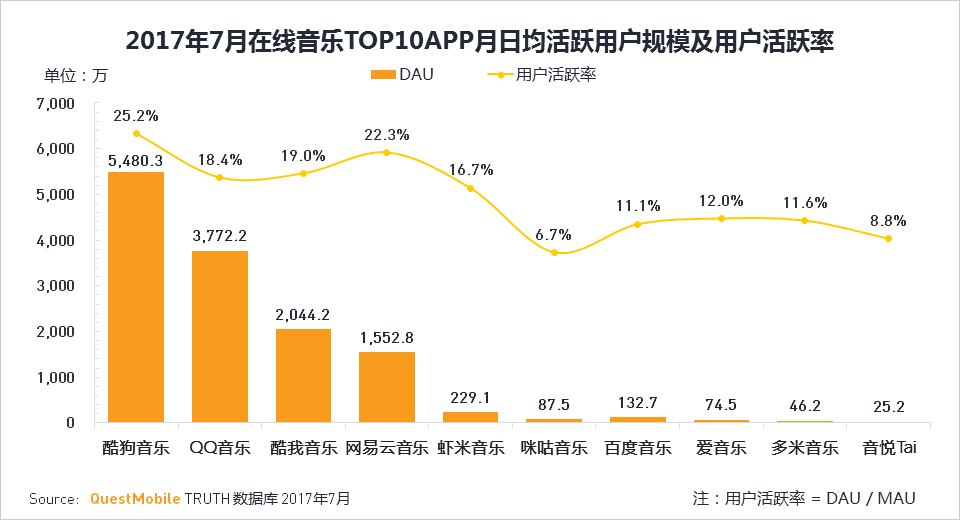 2017年7月在线音乐TOP10APP月日均活跃用户规模及用户活跃率
单位：万
DAU
用户活跃率
7,000
6,000
5,000
4,000
3,000
2,000
1,000
0
25.2%
18.4%
19.0%
22.3%
16.7%
6.7%
11.1%
12.0%
11.6%
8.8%
5,480.3
3,772.2
2,044.2
1,552.8
229.1
87.5
132.7
74.5
46.2
25.2
酷狗音乐
QQ音乐
酷我音乐
网易云音乐
虾米音乐
咪咕音乐
百度音乐
爱音乐
多米音乐
音悦Tai
Source: QuestMobile TRUTH 数据库 2017年7月
注：用户活跃率 = DAU / MAU